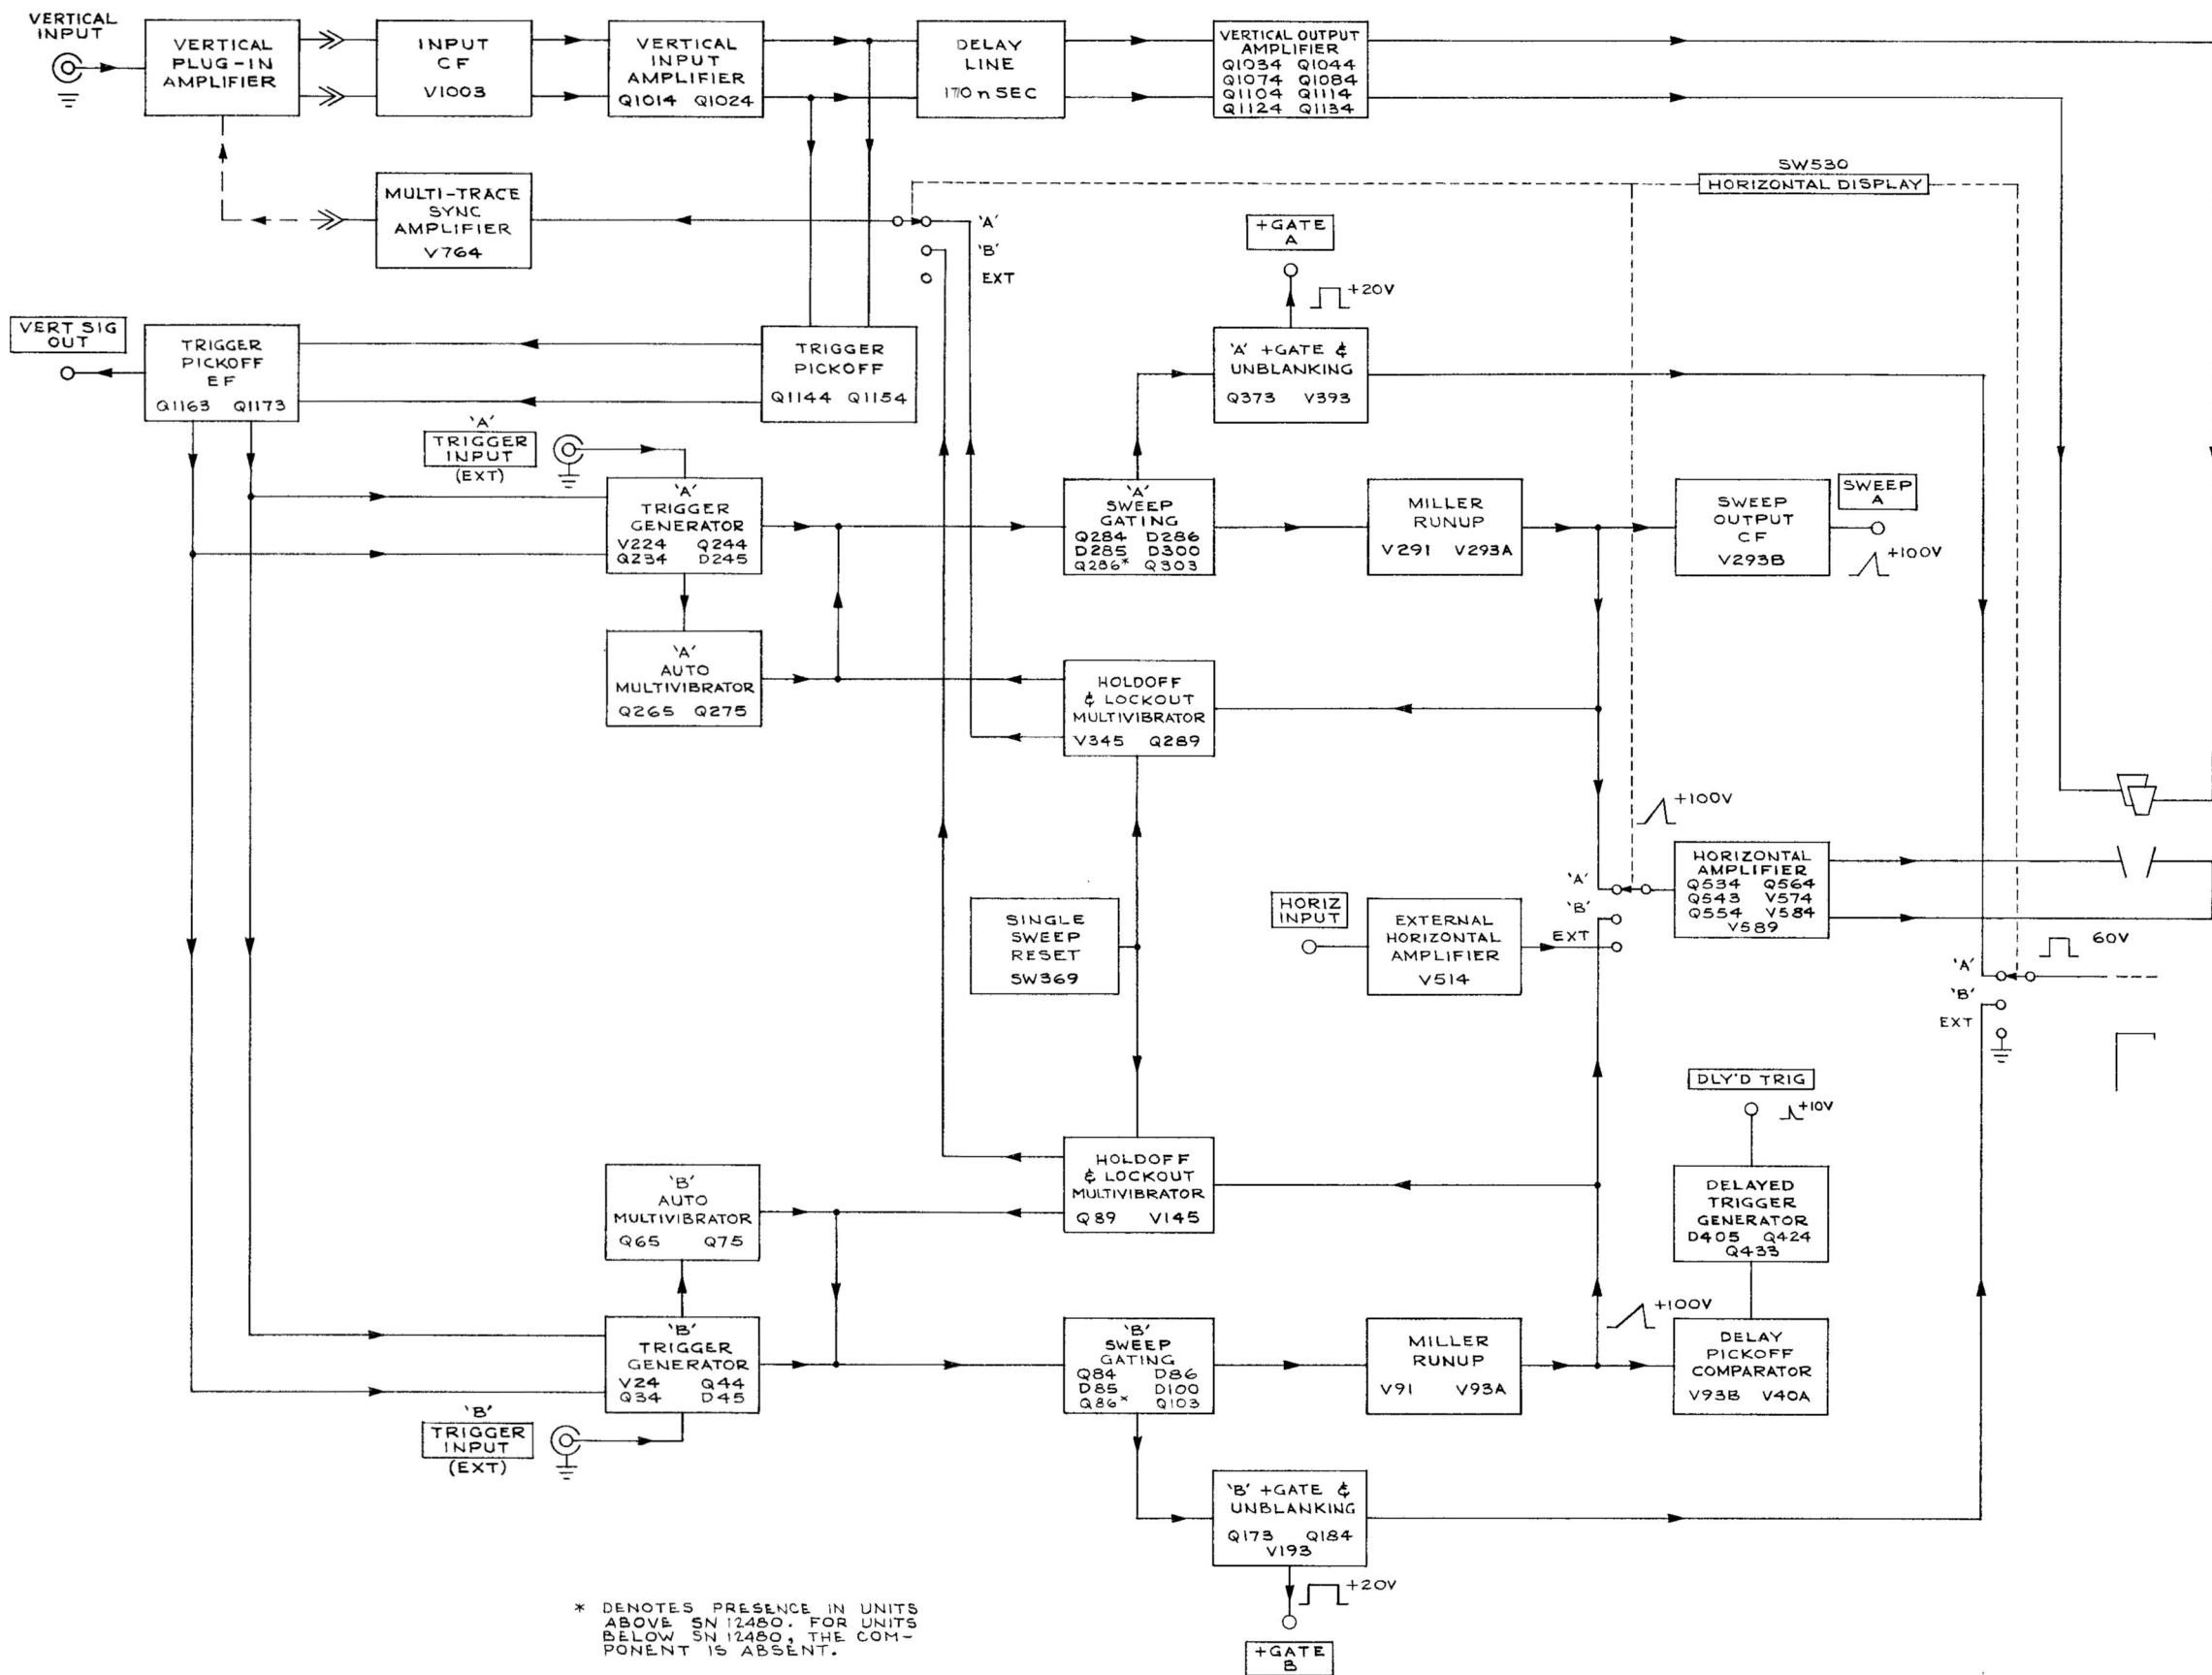 VERTICAL
INPUT
VERTICAL
PLUG-IN
AMPLIFIER
INPUT
CF
V1003
VERTICAL
INPUT
AMPLIFIER
Q1014 Q1024
DELAY
LINE
170 n SEC
VERTICAL OUTPUT
AMPLIFIER
Q1034 Q1044
Q1074 Q1084
Q1104 Q1114
Q1124 Q1134
MULTI-TRACE
SYNC
AMPLIFIER
V764
'A'
'B'
EXT
SW530
HORIZONTAL DISPLAY
+GATE
A
+20V
VERT SIG
OUT
TRIGGER
PICKOFF
EF
Q1163 Q1173
TRIGGER
PICKOFF
Q1144 Q1154
'A' +GATE &
UNBLANKING
Q373 V393
'A'
TRIGGER
INPUT
(EXT)
'A'
TRIGGER
GENERATOR
V224 Q244
Q234 D245
'A'
SWEEP
GATING
Q284 D286
D285 D300
Q286* Q303
MILLER
RUNUP
V291 V293A
SWEEP
OUTPUT
CF
V293B
SWEEP
A
+100V
'A'
AUTO
MULTIVIBRATOR
Q265 Q275
HOLDOFF
& LOCKOUT
MULTIVIBRATOR
V345 Q289
+100V
SINGLE
SWEEP
RESET
SW369
HORIZ
INPUT
EXTERNAL
HORIZONTAL
AMPLIFIER
V514
'A'
'B'
EXT
HORIZONTAL
AMPLIFIER
Q534 Q564
Q543 V574
Q554 V584
V589
60V
'A'
'B'
EXT
DLY'D TRIG
+10V
'B'
AUTO
MULTIVIBRATOR
Q65 Q75
HOLDOFF
& LOCKOUT
MULTIVIBRATOR
Q89 V145
DELAYED
TRIGGER
GENERATOR
D405 Q424
Q433
'B'
TRIGGER
GENERATOR
V24 Q44
Q34 D45
'B'
SWEEP
GATING
Q84 D86
D85 D100
Q86* Q103
MILLER
RUNUP
V91 V93A
+100V
DELAY
PICKOFF
COMPARATOR
V93B V40A
'B'
TRIGGER
INPUT
(EXT)
'B' +GATE &
UNBLANKING
Q173 Q184
V193
+20V
+GATE
B
* DENOTES PRESENCE IN UNITS
ABOVE SN 12480. FOR UNITS
BELOW SN 12480, THE COM-
PONENT IS ABSENT.